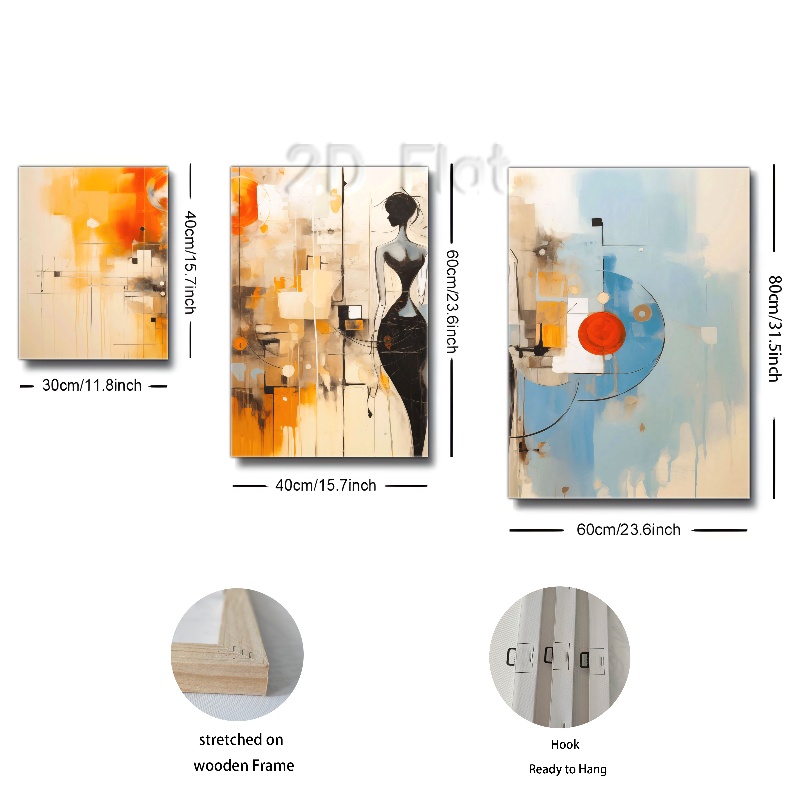 2D Flat
40cm/15.7inch
60cm/23.6inch
80cm/31.5inch
30cm/11.8inch
40cm/15.7inch
60cm/23.6inch
stretched on
wooden Frame
Hook
Ready to Hang